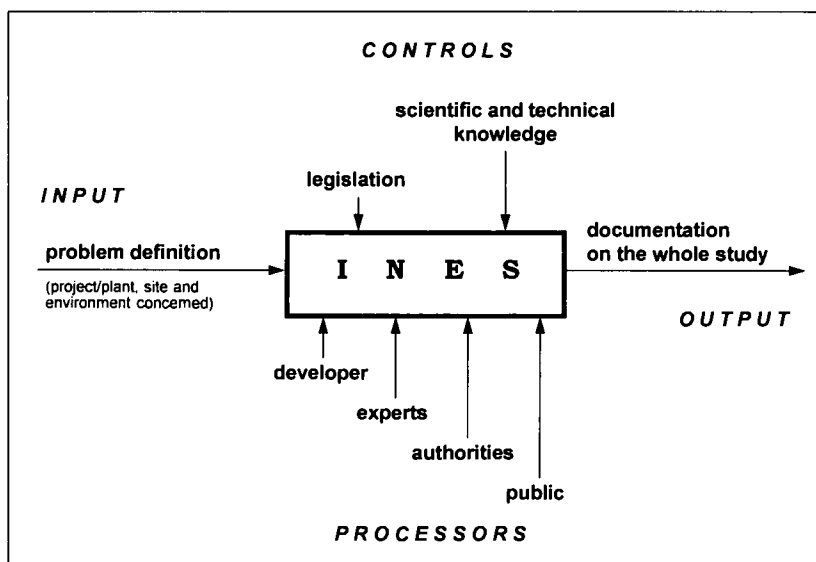 CONTROLS
scientific and technical
knowledge
legislation
INPUT
problem definition
(project/plant, site and
environment concerned)
INES
documentation
on the whole study
OUTPUT
developer
experts
authorities
public
PROCESSORS